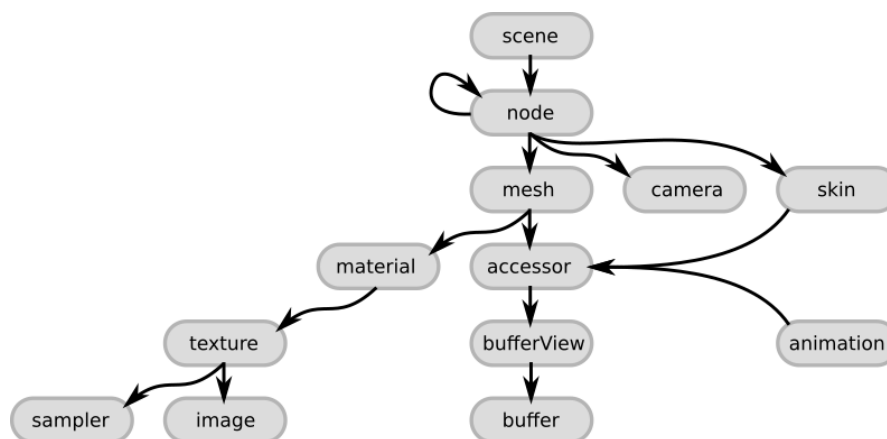 scene
node
mesh
camera
skin
material
accessor
texture
bufferView
animation
sampler
image
buffer